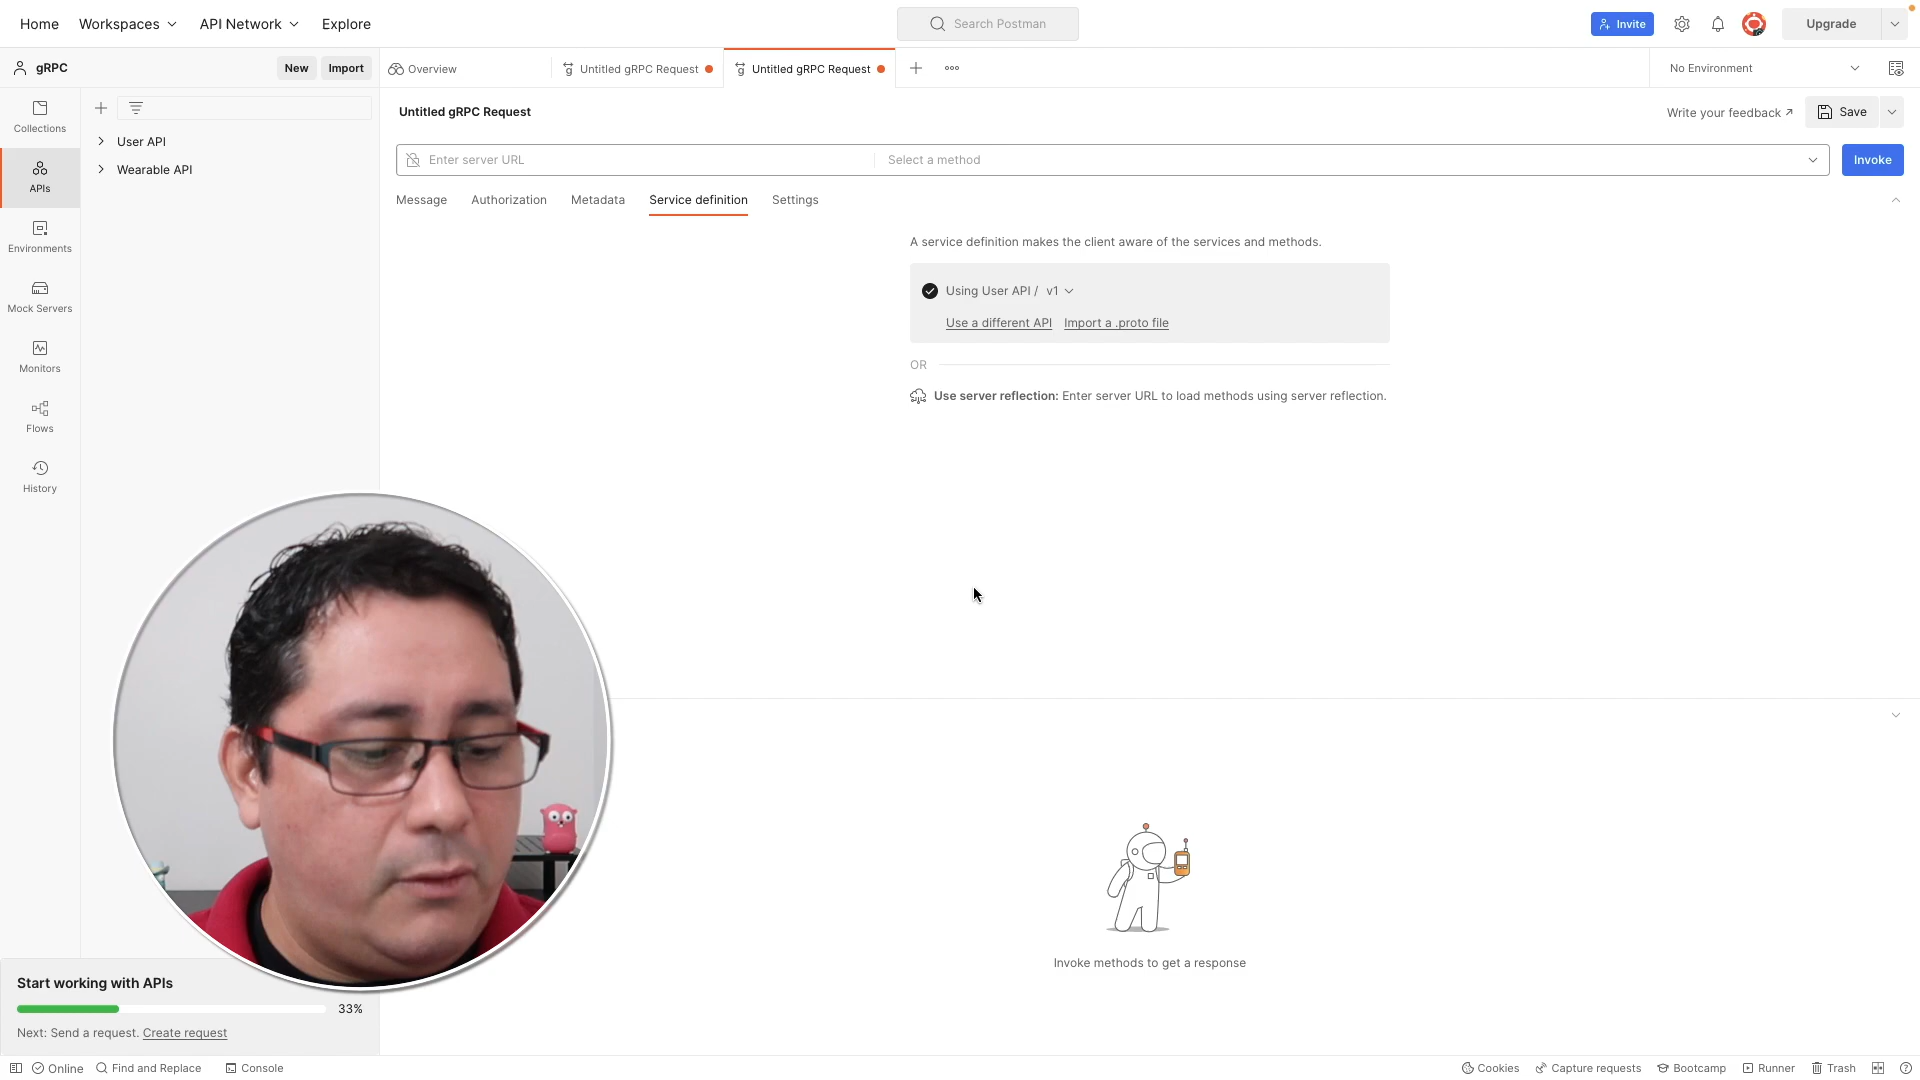 Home
Workspaces
API Network
Explore
Search Postman
Invite
Upgrade
gRPC
New
Import
Overview
Untitled gRPC Request
Untitled gRPC Request
No Environment
Collections
APIs
Environments
Mock Servers
Monitors
Flows
History
User API
Wearable API
Untitled gRPC Request
Write your feedback
Save
Enter server URL
Select a method
Invoke
Message
Authorization
Metadata
Service definition
Settings
A service definition makes the client aware of the services and methods.
Using User API / v1
Use a different API
Import a .proto file
OR
Use server reflection: Enter server URL to load methods using server reflection.
Invoke methods to get a response
Start working with APIs
33%
Next: Send a request. Create request
Online
Find and Replace
Console
Cookies
Capture requests
Bootcamp
Runner
Trash